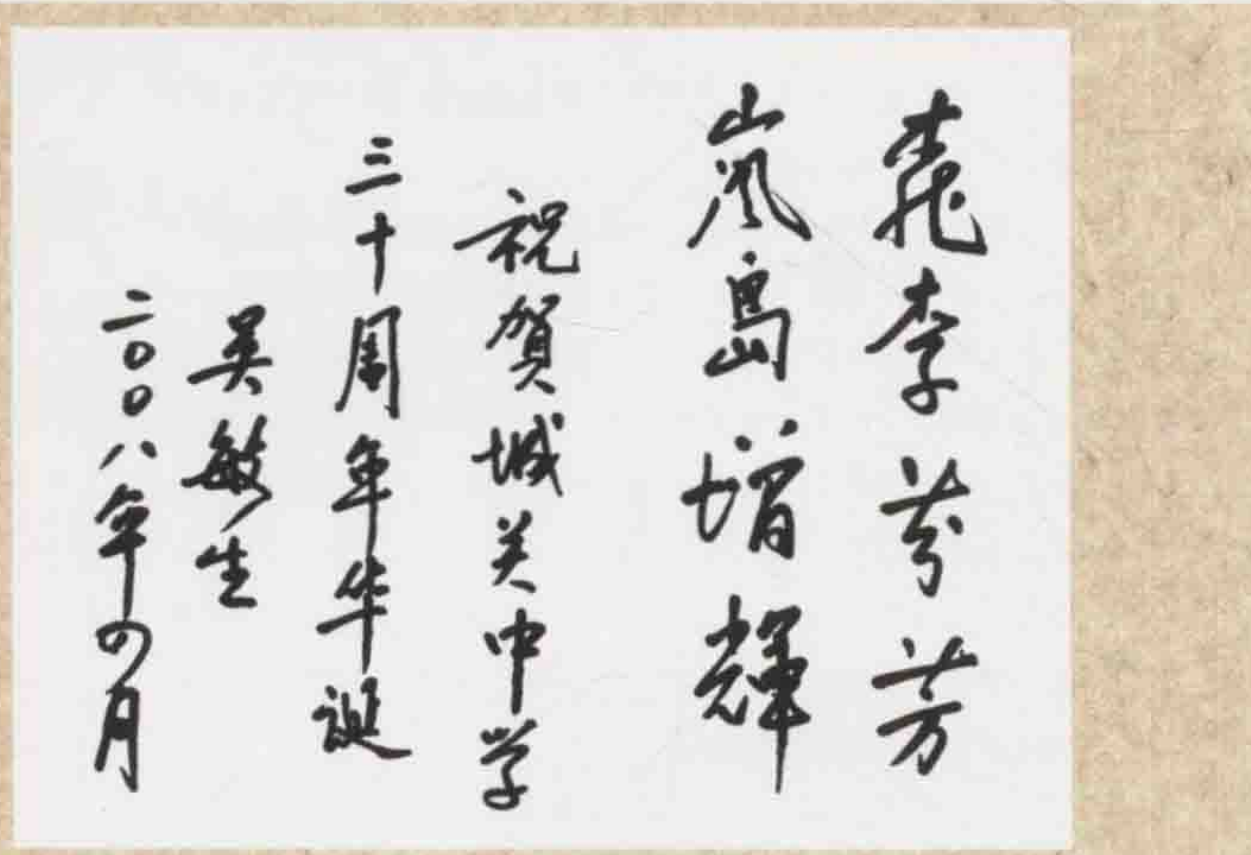 桃李芬芳
嵐島增輝
祝賀城关中学
三十周年华誕
吴敏生
二〇〇八年四月